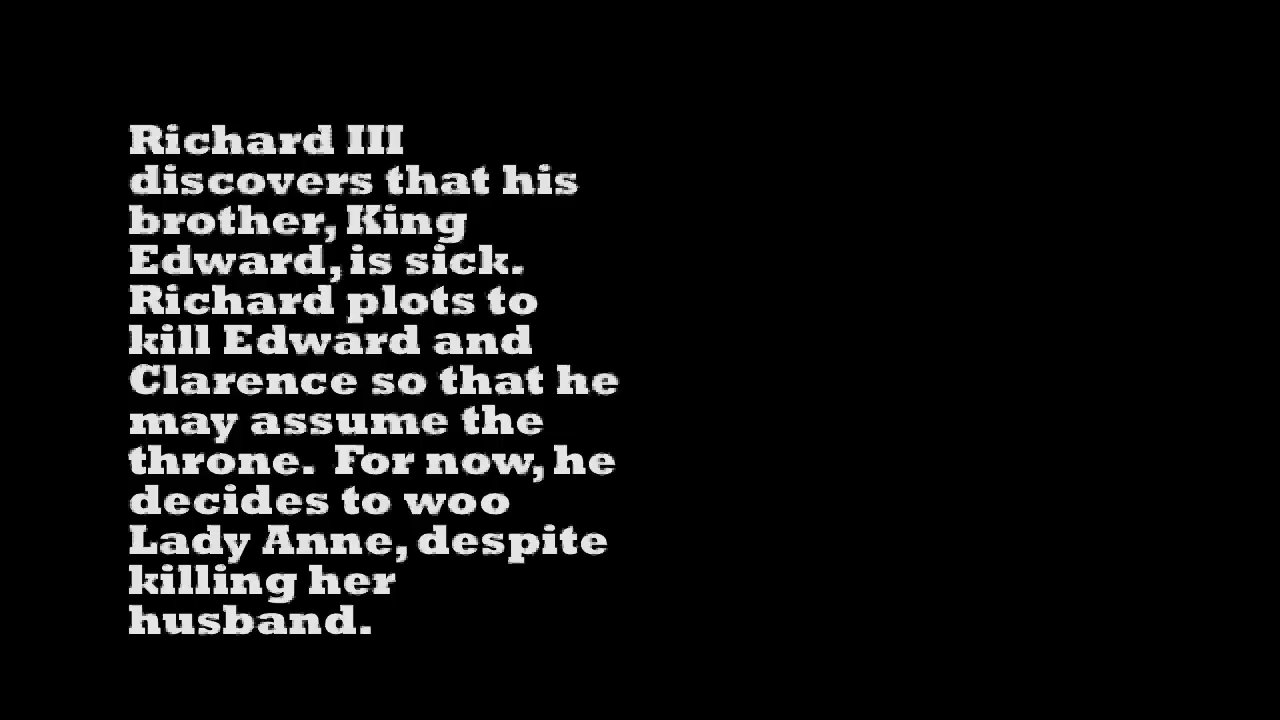 Richard III
discovers that his
brother, King
Edward, is sick.
Richard plots to
kill Edward and
Clarence so that he
may assume the
throne.  For now, he
decides to woo
Lady Anne, despite
killing her
husband.